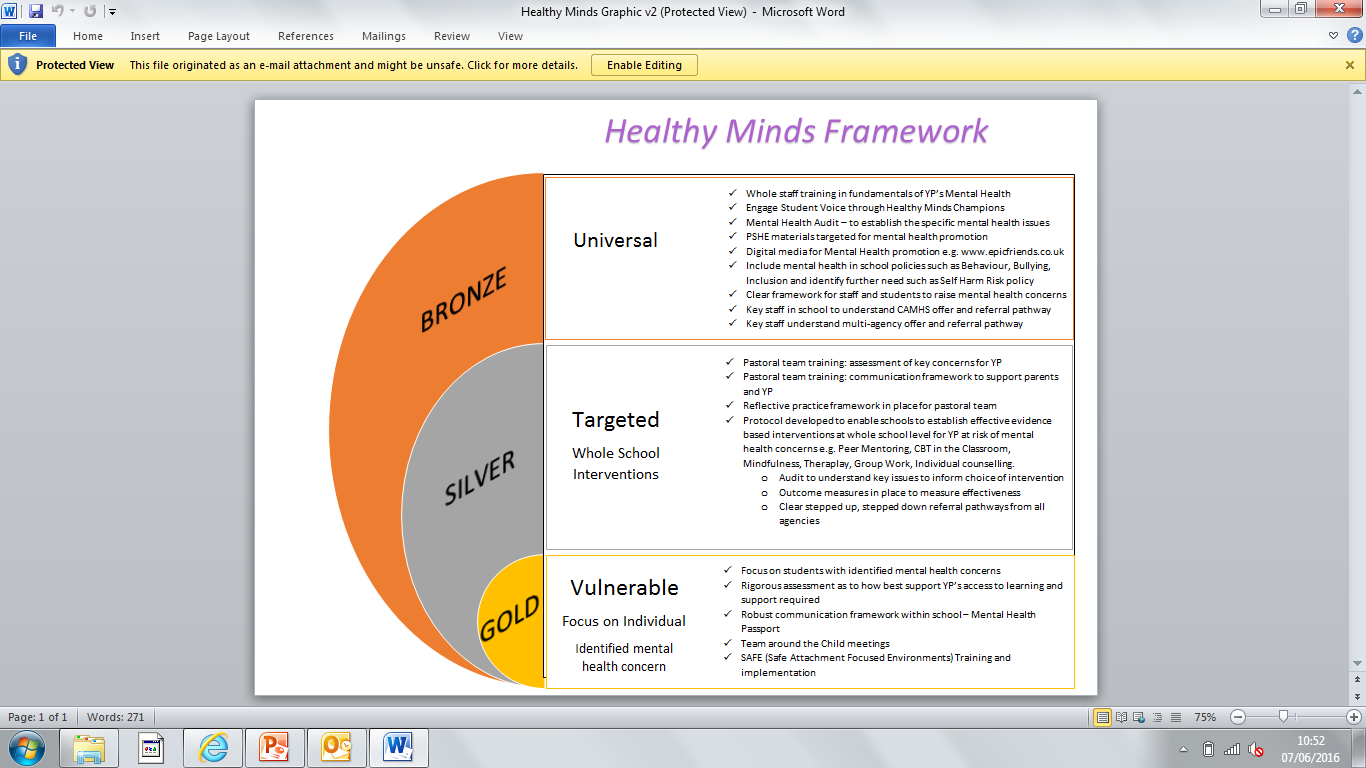 Healthy Minds Graphic v2 (Protected View) - Microsoft Word
File Home Insert Page Layout References Mailings Review View
Protected View This file originated as an e-mail attachment and might be unsafe. Click for more details. Enable Editing
Healthy Minds Framework
BRONZE
Universal
✓ Whole staff training in fundamentals of YP's Mental Health
✓ Engage Student Voice through Healthy Minds Champions
✓ Mental Health Audit – to establish the specific mental health issues
✓ PSHE materials targeted for mental health promotion
✓ Digital media for Mental Health promotion e.g. www.epicfriends.co.uk
✓ Include mental health in school policies such as Behaviour, Bullying,
Inclusion and identify further need such as Self Harm Risk policy
✓ Clear framework for staff and students to raise mental health concerns
✓ Key staff in school to understand CAMHS offer and referral pathway
✓ Key staff understand multi-agency offer and referral pathway
SILVER
Targeted
Whole School
Interventions
✓ Pastoral team training: assessment of key concerns for YP
✓ Pastoral team training: communication framework to support parents
and YP
✓ Reflective practice framework in place for pastoral team
✓ Protocol developed to enable schools to establish effective evidence
based interventions at whole school level for YP at risk of mental
health concerns e.g. Peer Mentoring, CBT in the Classroom,
Mindfulness, Theraplay, Group Work, Individual counselling.
o Audit to understand key issues to inform choice of intervention
o Outcome measures in place to measure effectiveness
o Clear stepped up, stepped down referral pathways from all
agencies
GOLD
Vulnerable
Focus on Individual
Identified mental
health concern
✓ Focus on students with identified mental health concerns
✓ Rigorous assessment as to how best support YP's access to learning and
support required
✓ Robust communication framework within school – Mental Health
Passport
✓ Team around the Child meetings
✓ SAFE (Safe Attachment Focused Environments) Training and
implementation
Page: 1 of 1 Words: 271 75%
10:52
07/06/2016